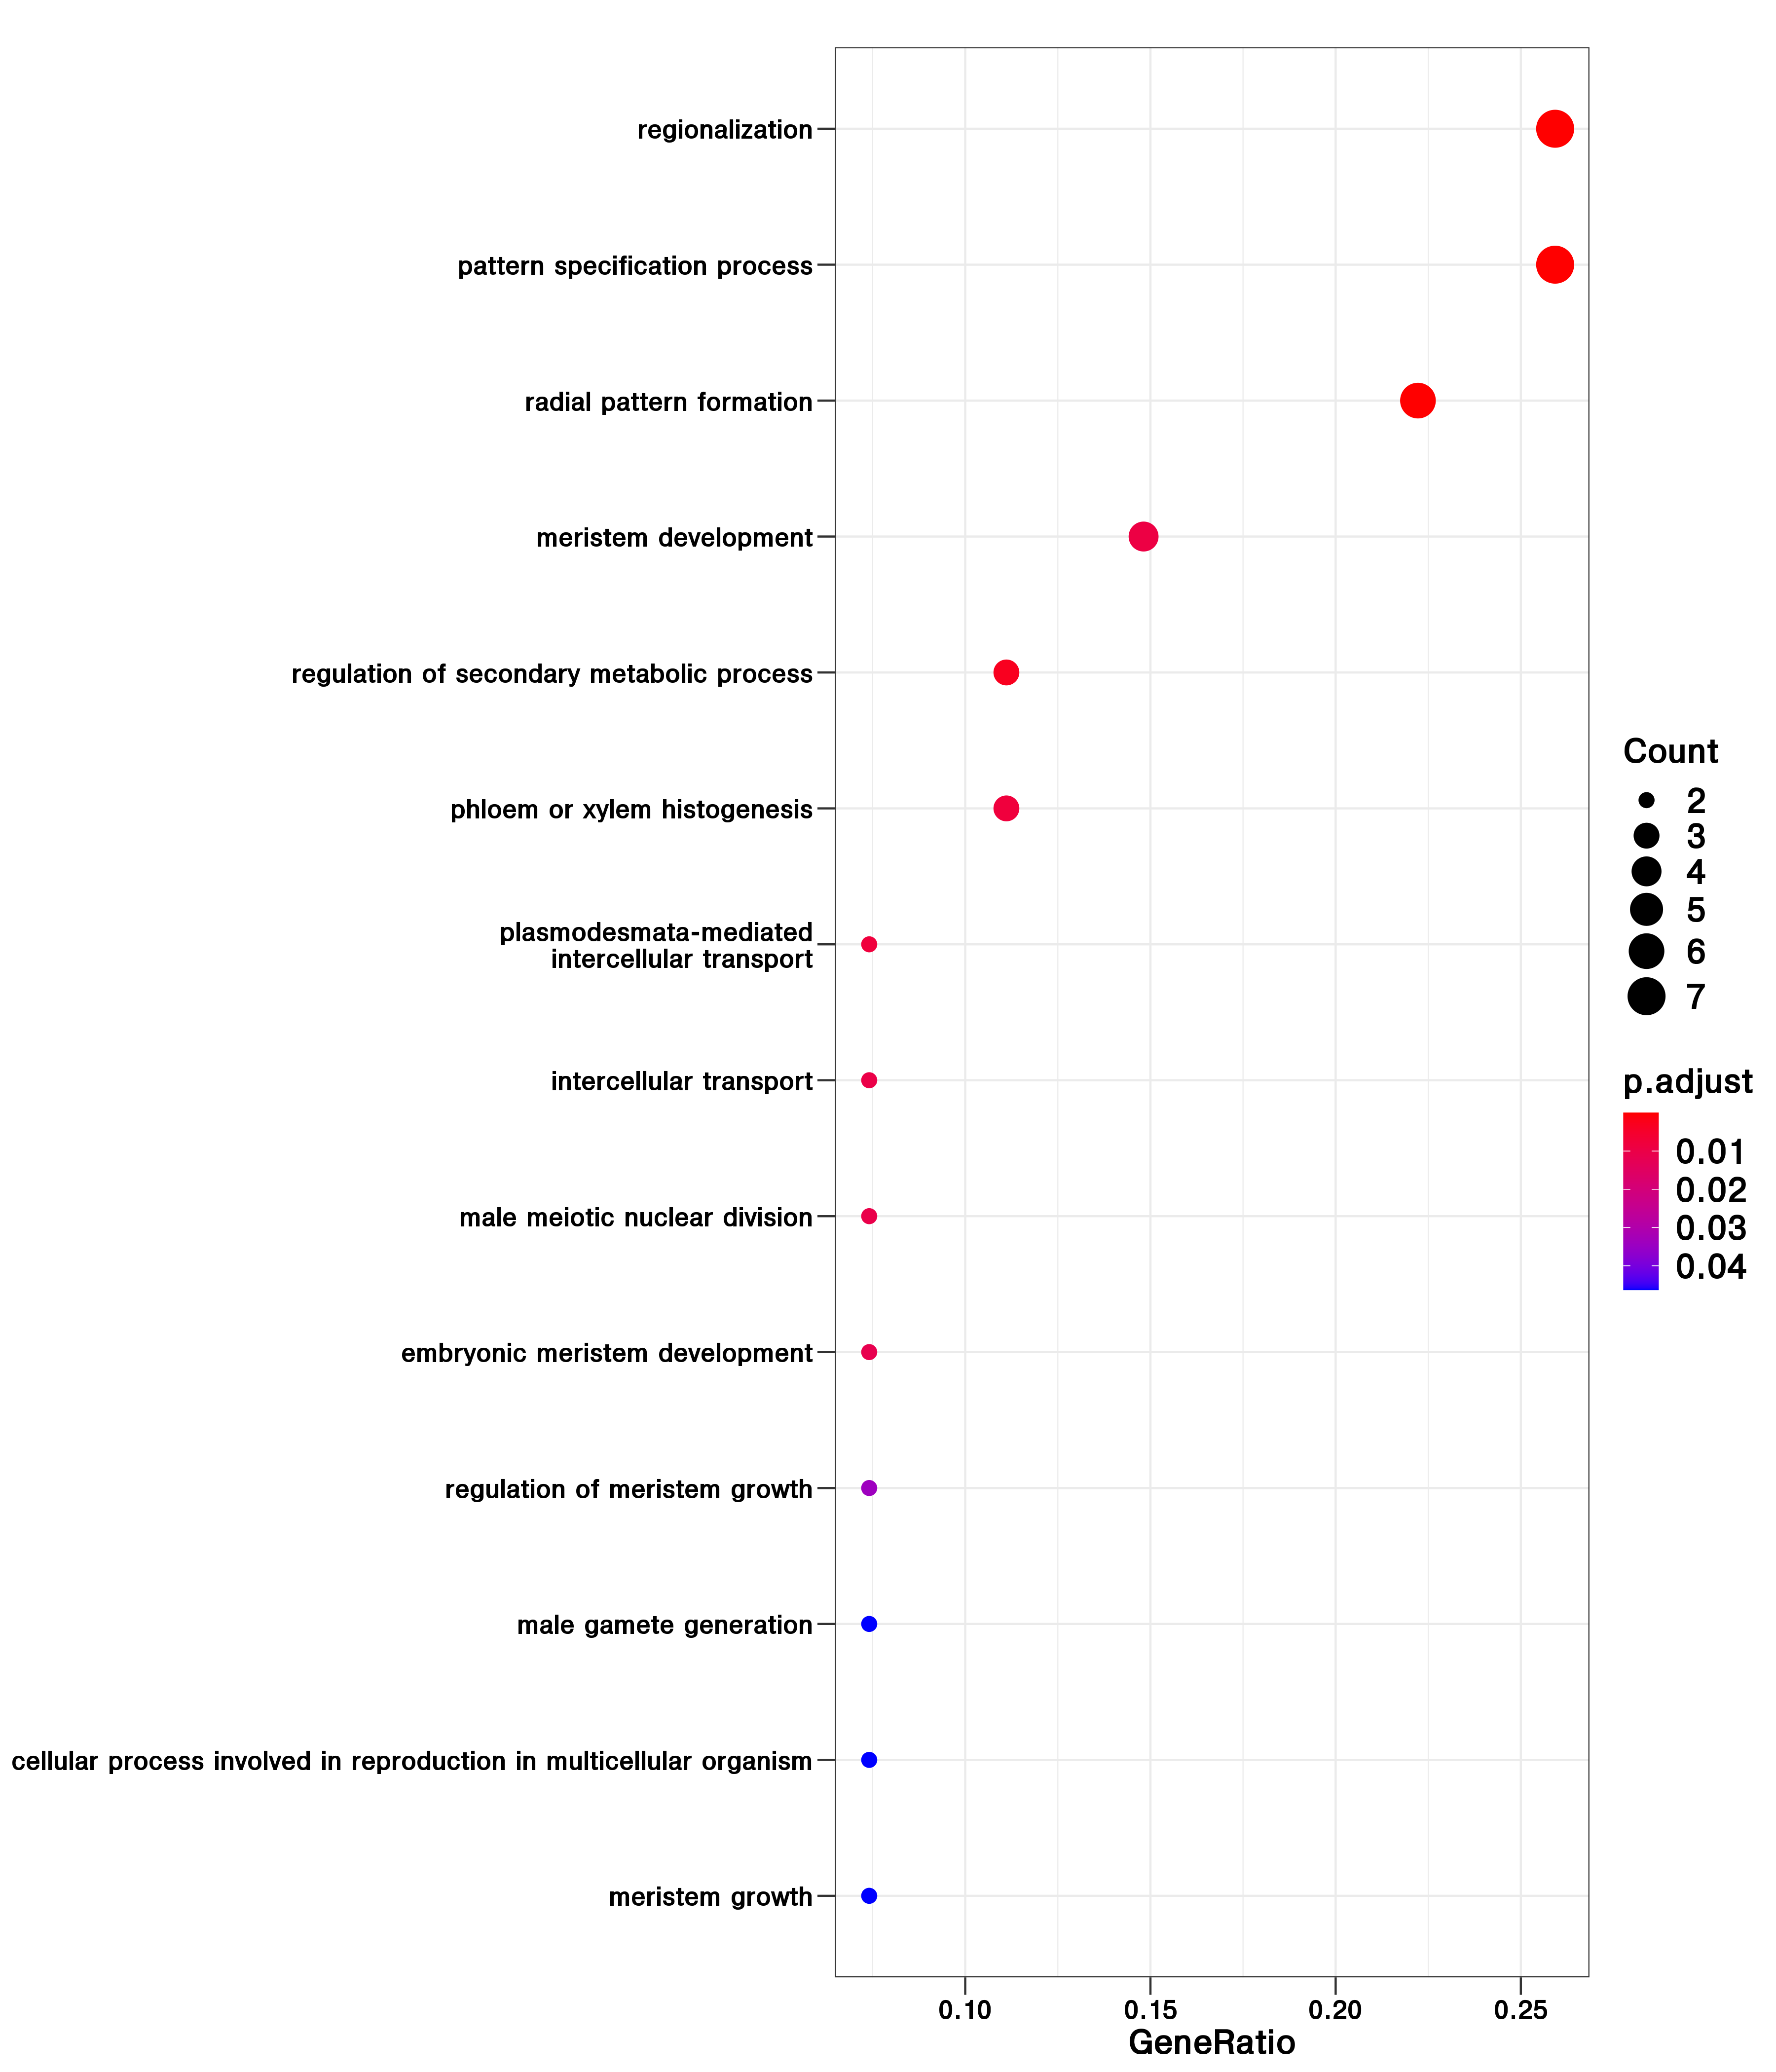 regionalization
pattern specification process
radial pattern formation
meristem development
regulation of secondary metabolic process
phloem or xylem histogenesis
plasmodesmata-mediated
intercellular transport
intercellular transport
male meiotic nuclear division
embryonic meristem development
regulation of meristem growth
male gamete generation
cellular process involved in reproduction in multicellular organism
meristem growth
0.10 0.15 0.20 0.25
GeneRatio
Count
2
3
4
5
6
7
p.adjust
0.01
0.02
0.03
0.04